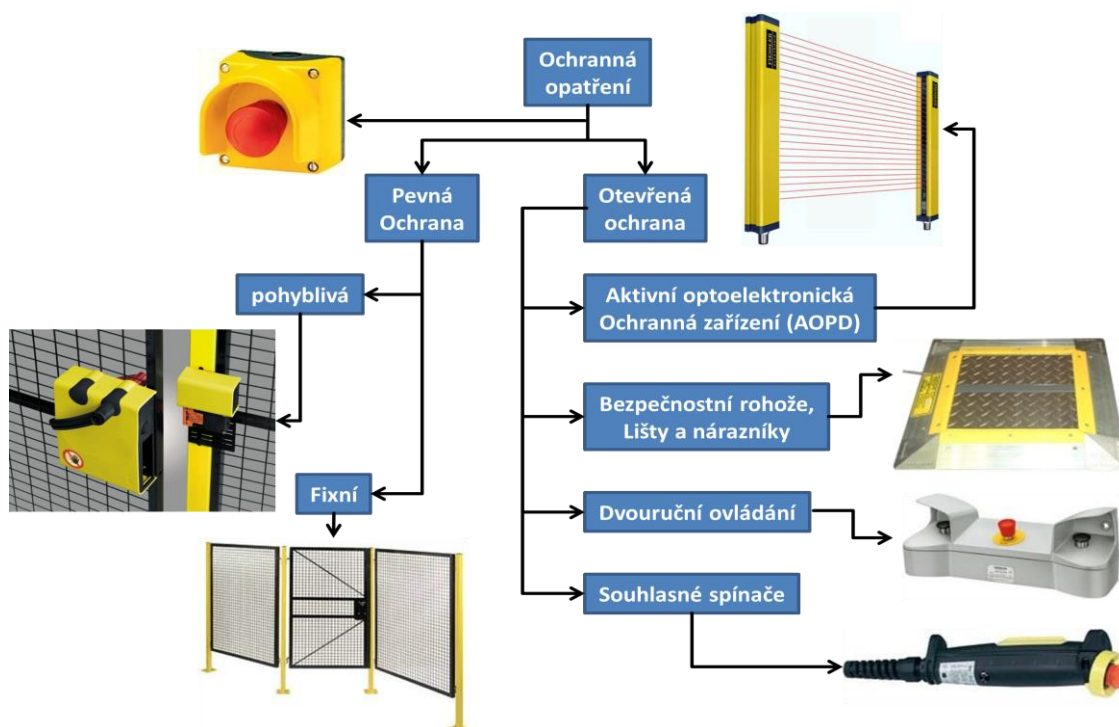 Ochranná
opatření
Pevná
Ochrana
Otevřená
ochrana
pohyblivá
Aktivní optoelektronická
Ochranná zařízení (AOPD)
Bezpečnostní rohože,
Lišty a nárazníky
Fixní
Dvouruční ovládání
Souhlasné spínače